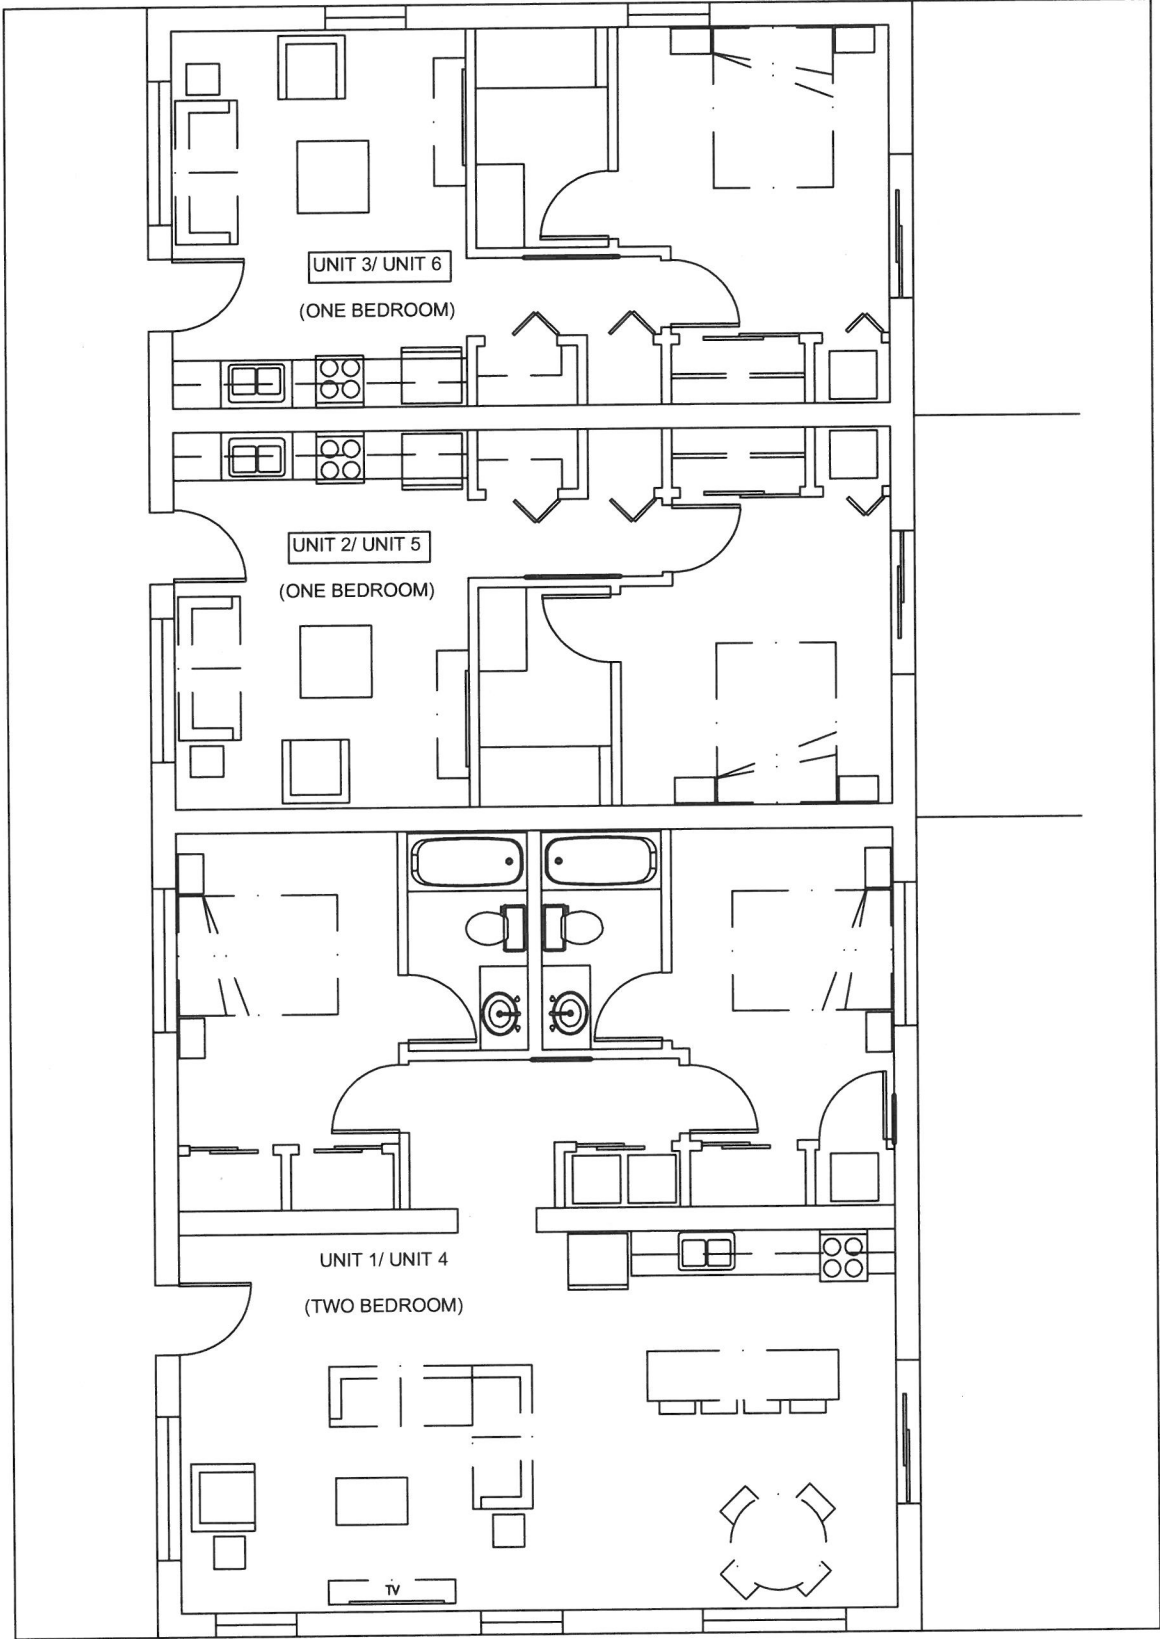 UNIT 3/ UNIT 6
(ONE BEDROOM)
UNIT 2/ UNIT 5
(ONE BEDROOM)
UNIT 1/ UNIT 4
(TWO BEDROOM)
TV